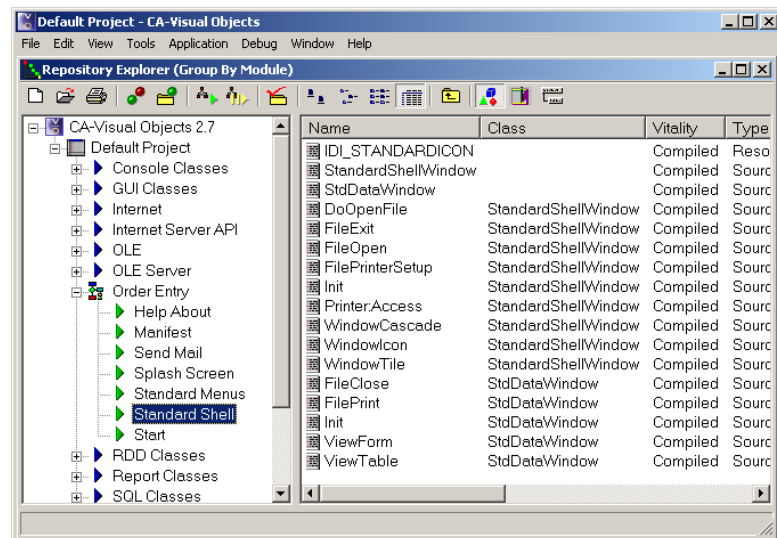 Default Project - CA-Visual Objects
File Edit View Tools Application Debug Window Help
Repository Explorer (Group By Module)
CA-Visual Objects 2.7
Default Project
Console Classes
GUI Classes
Internet
Internet Server API
OLE
OLE Server
Order Entry
Help About
Manifest
Send Mail
Splash Screen
Standard Menus
Standard Shell
Start
RDD Classes
Report Classes
SQL Classes
Name Class Vitality Type
IDI_STANDARDICON Compiled Reso
StandardShellWindow Compiled Sourc
StdDataWindow Compiled Sourc
DoOpenFile StandardShellWindow Compiled Sourc
FileExit StandardShellWindow Compiled Sourc
FileOpen StandardShellWindow Compiled Sourc
FilePrinterSetup StandardShellWindow Compiled Sourc
Init StandardShellWindow Compiled Sourc
Printer:Access StandardShellWindow Compiled Sourc
WindowCascade StandardShellWindow Compiled Sourc
WindowIcon StandardShellWindow Compiled Sourc
WindowTile StandardShellWindow Compiled Sourc
FileClose StdDataWindow Compiled Sourc
FilePrint StdDataWindow Compiled Sourc
Init StdDataWindow Compiled Sourc
ViewForm StdDataWindow Compiled Sourc
ViewTable StdDataWindow Compiled Sourc